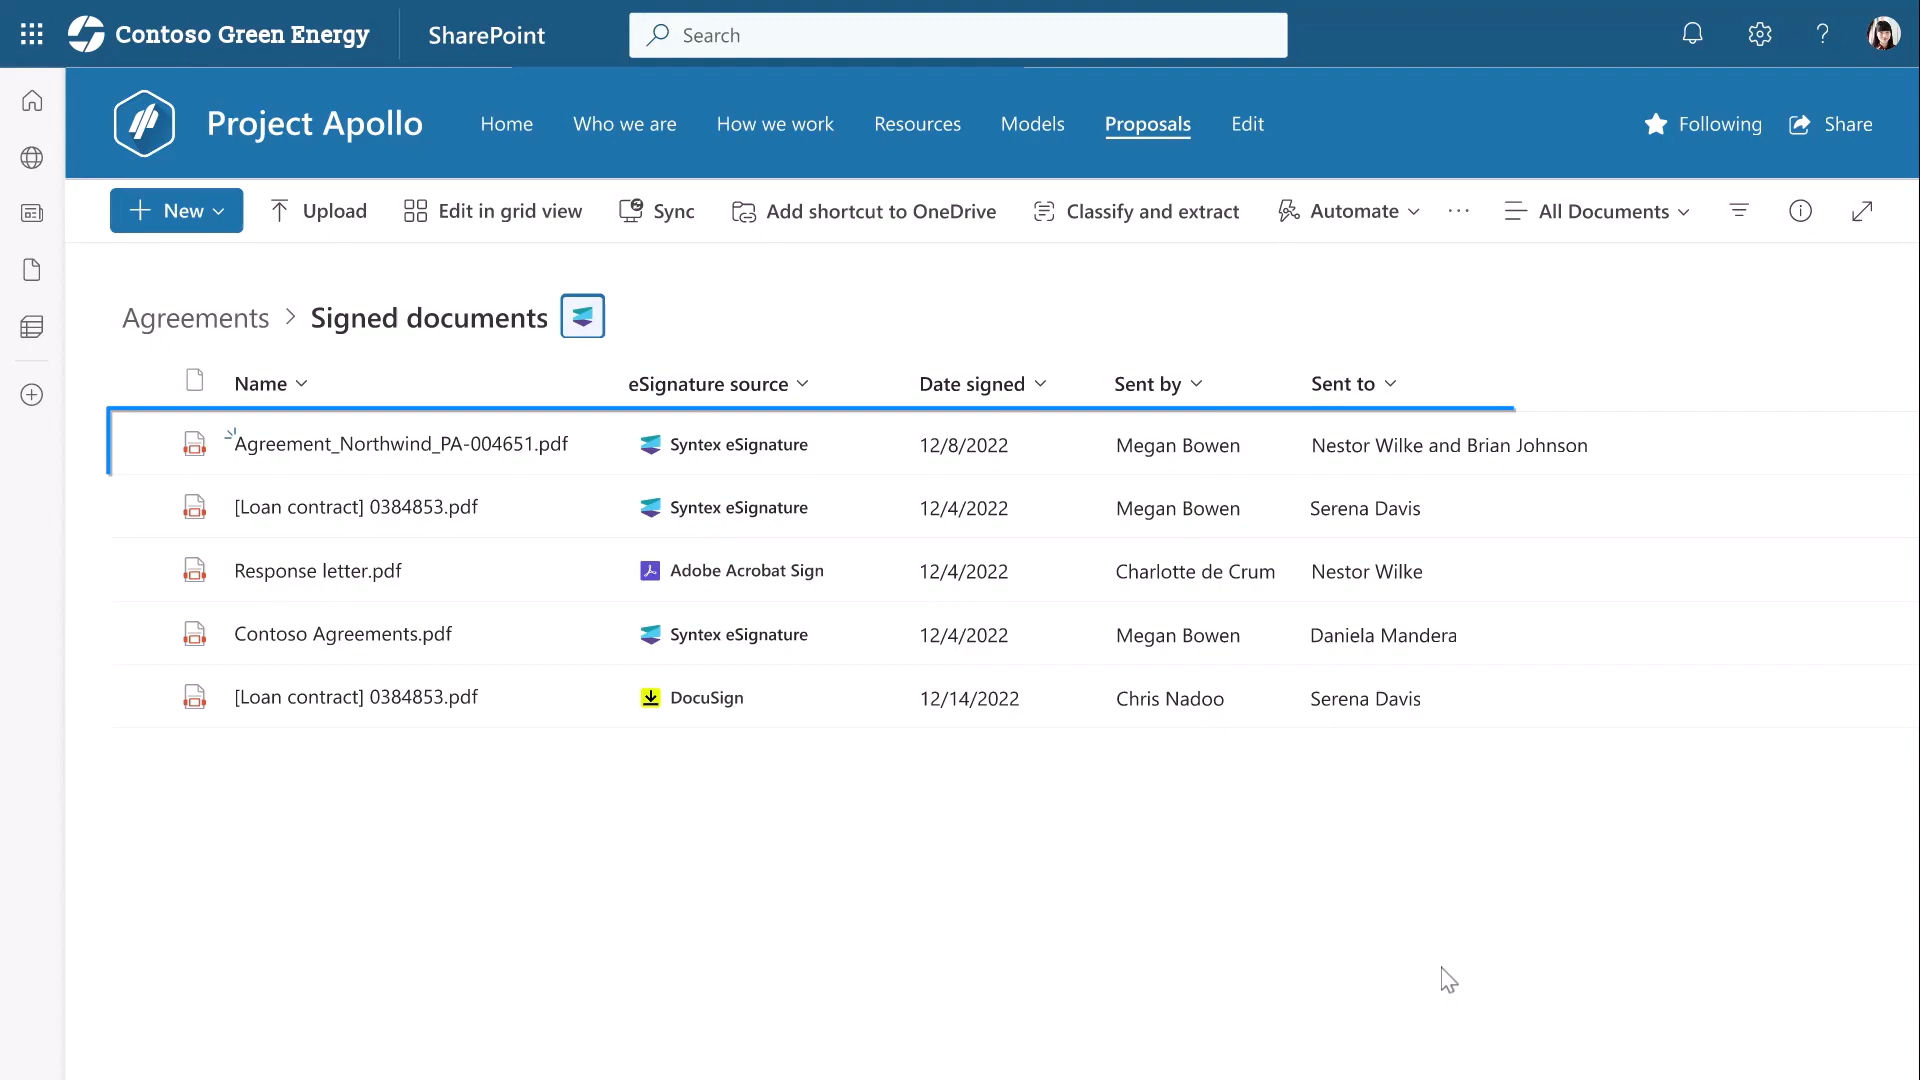 Contoso Green Energy SharePoint Search
Project Apollo Home Who we are How we work Resources Models Proposals Edit Following Share
New Upload Edit in grid view Sync Add shortcut to OneDrive Classify and extract Automate All Documents
Agreements > Signed documents
Name eSignature source Date signed Sent by Sent to
Agreement_Northwind_PA-004651.pdf Syntex eSignature 12/8/2022 Megan Bowen Nestor Wilke and Brian Johnson
[Loan contract] 0384853.pdf Syntex eSignature 12/4/2022 Megan Bowen Serena Davis
Response letter.pdf Adobe Acrobat Sign 12/4/2022 Charlotte de Crum Nestor Wilke
Contoso Agreements.pdf Syntex eSignature 12/4/2022 Megan Bowen Daniela Mandera
[Loan contract] 0384853.pdf DocuSign 12/14/2022 Chris Nadoo Serena Davis